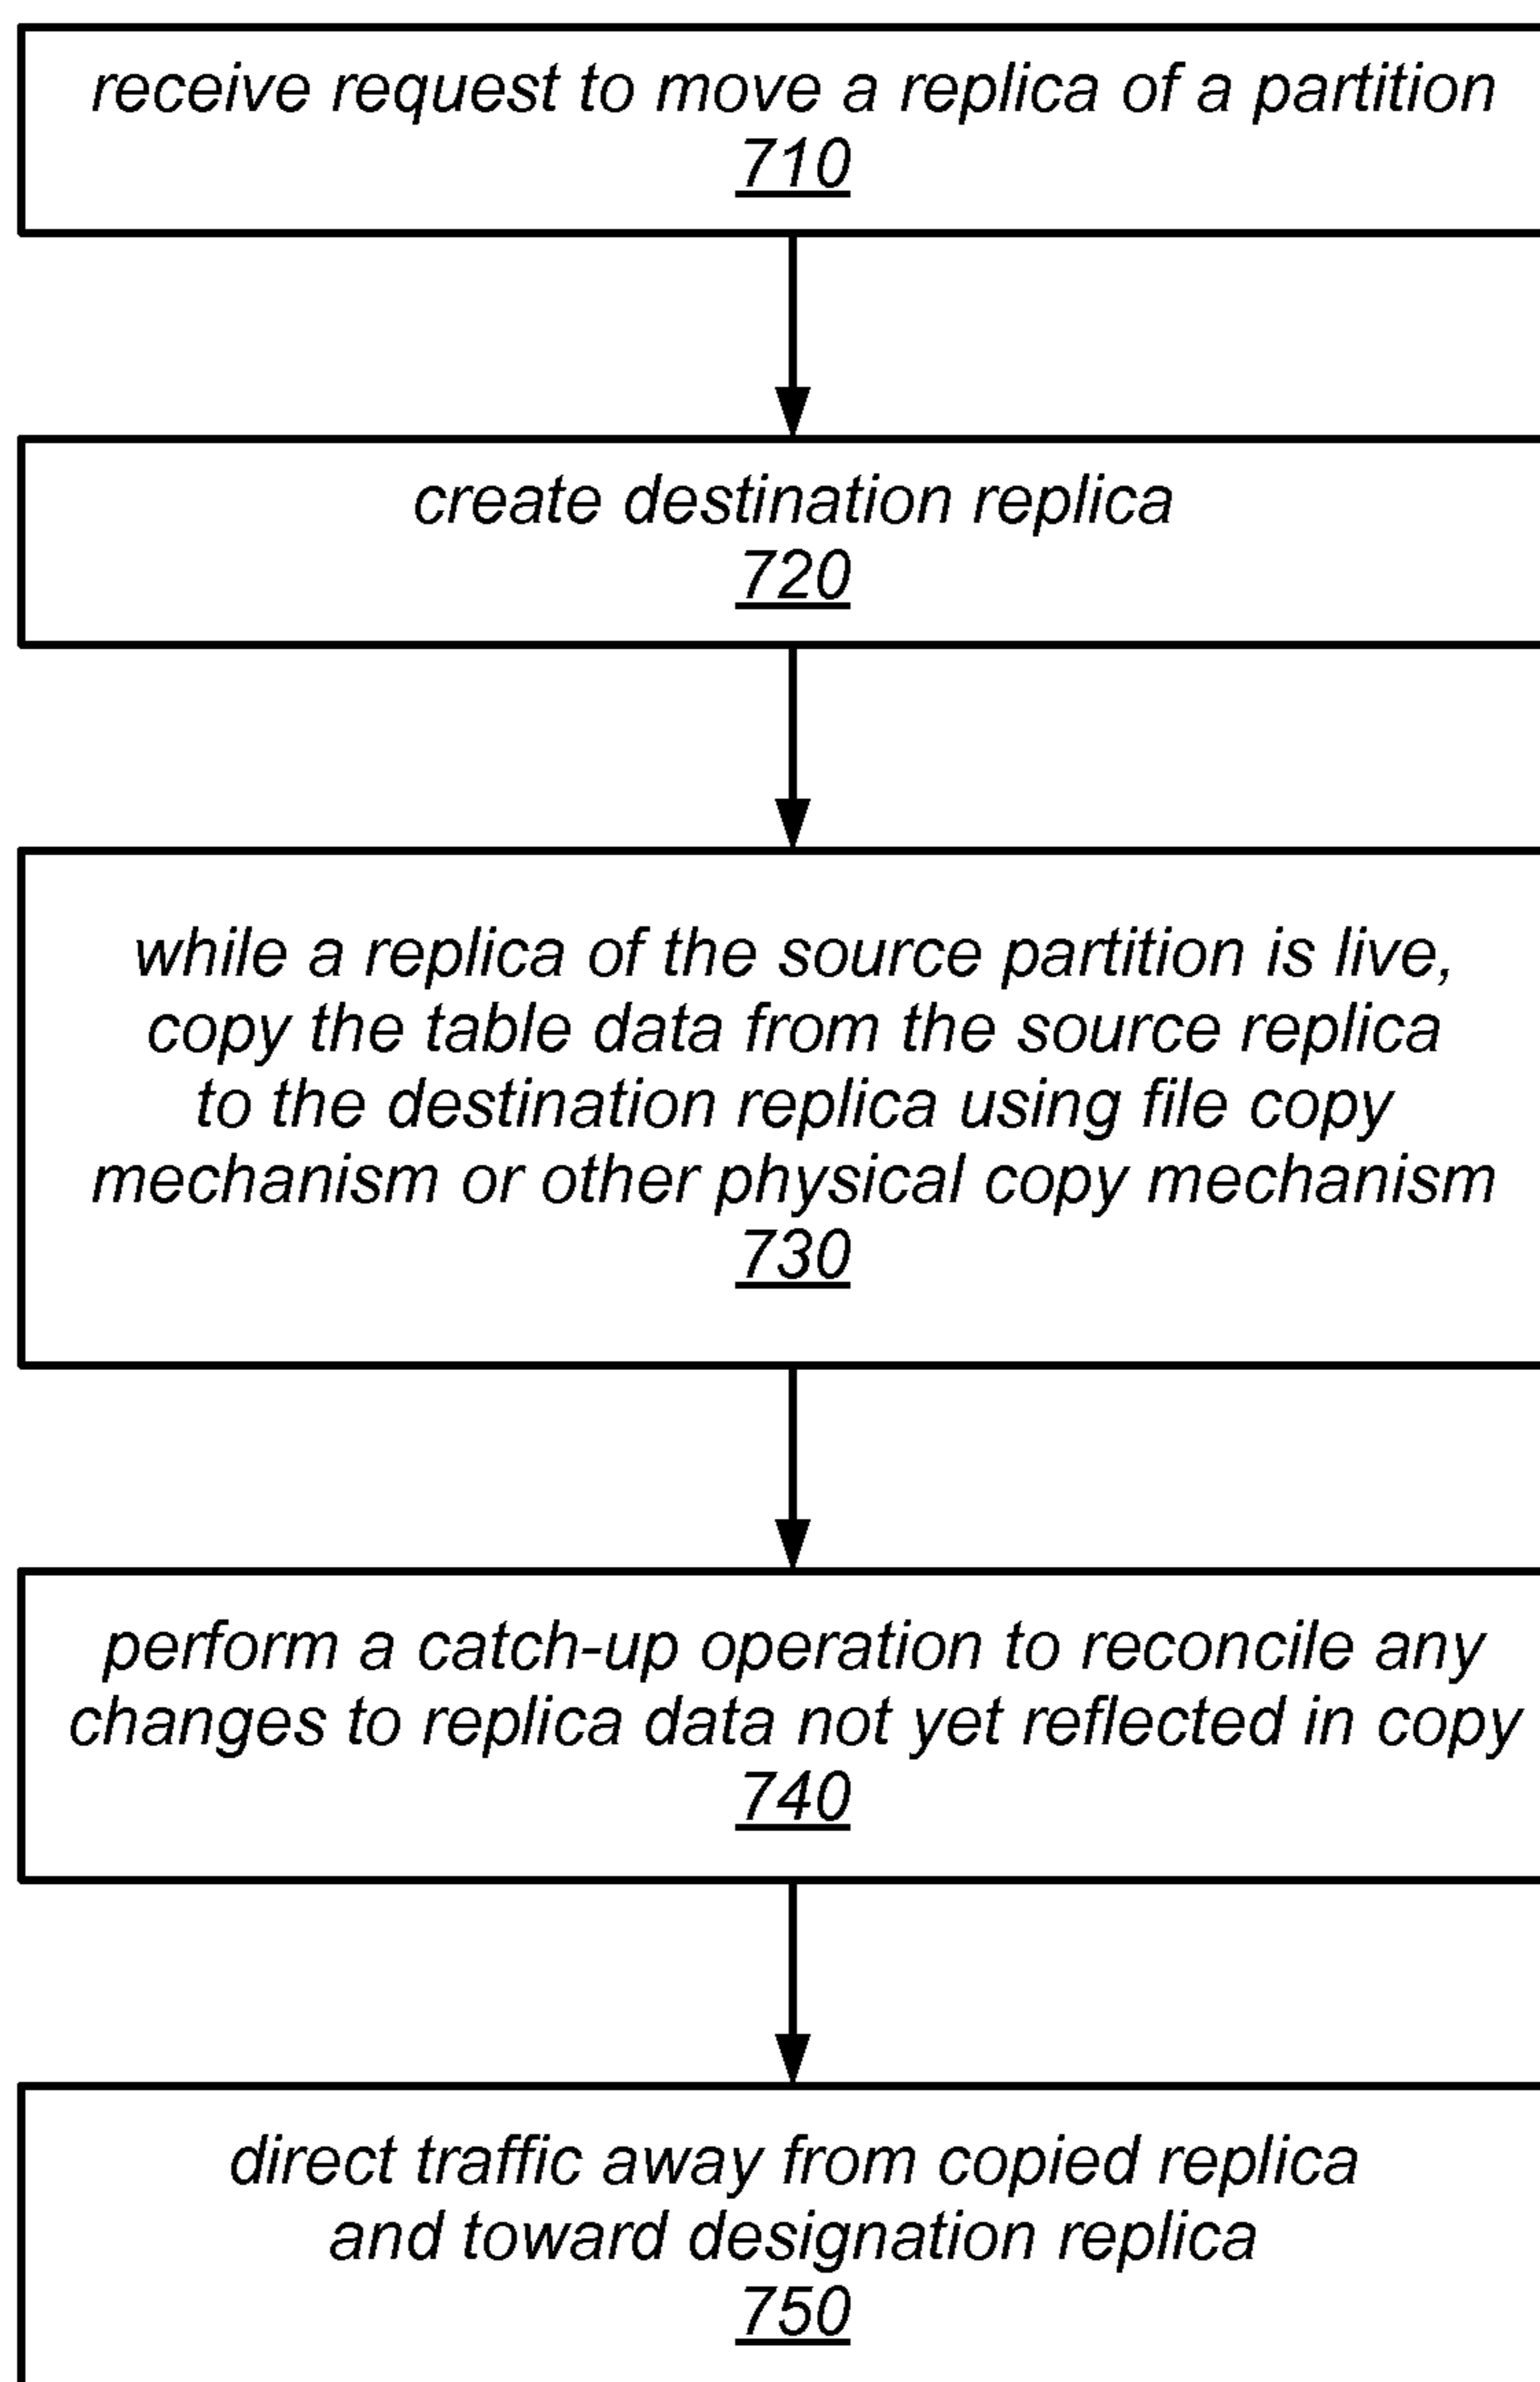 receive request to move a replica of a partition
710
create destination replica
720
while a replica of the source partition is live,
copy the table data from the source replica
to the destination replica using file copy
mechanism or other physical copy mechanism
730
perform a catch-up operation to reconcile any
changes to replica data not yet reflected in copy
740
direct traffic away from copied replica
and toward designation replica
750